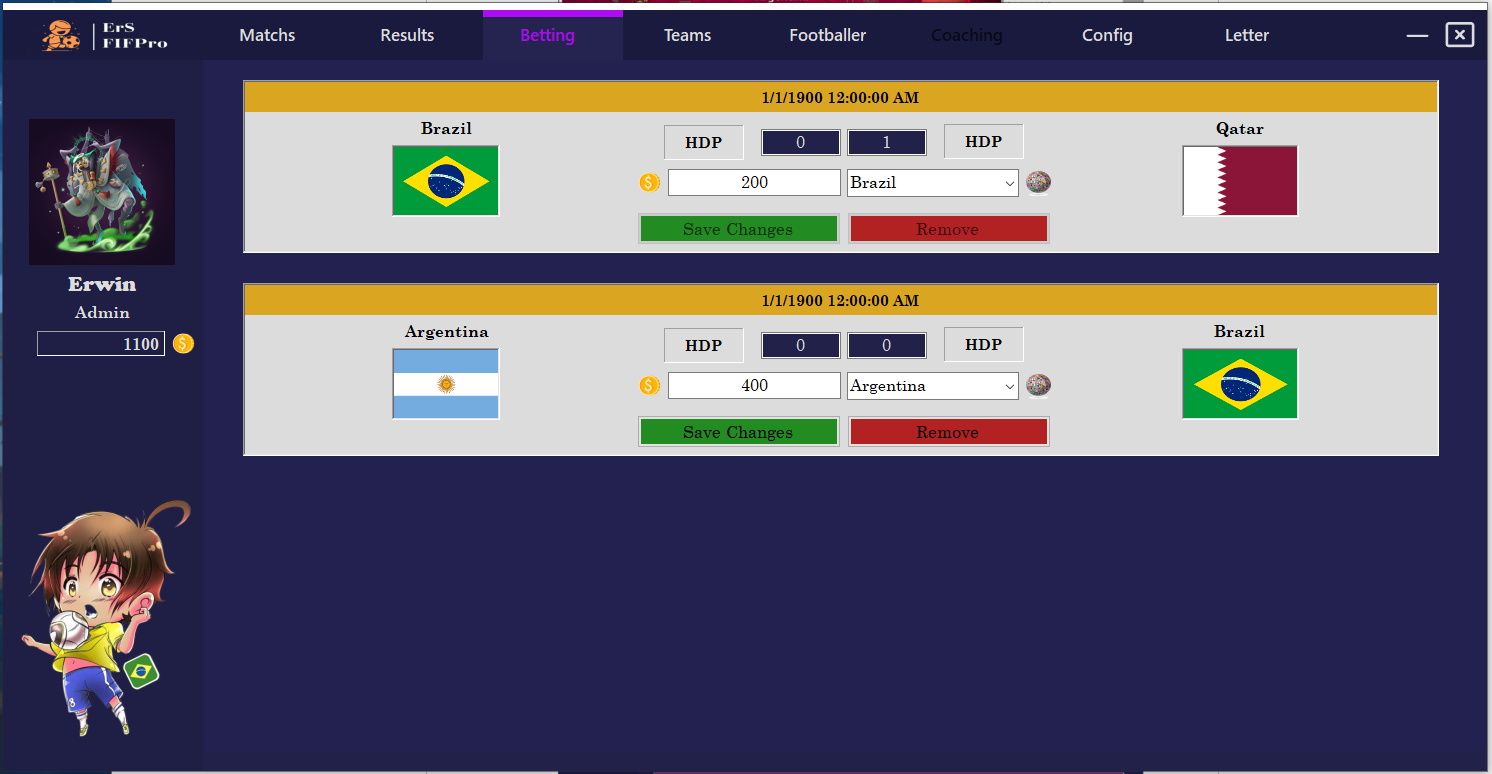 ErS
FIFPro
Matchs
Results
Betting
Teams
Footballer
Coaching
Config
Letter
Erwin
Admin
1100
1/1/1900 12:00:00 AM
Brazil
HDP
0
1
HDP
Qatar
200
Brazil
Save Changes
Remove
1/1/1900 12:00:00 AM
Argentina
HDP
0
0
HDP
Brazil
400
Argentina
Save Changes
Remove
8